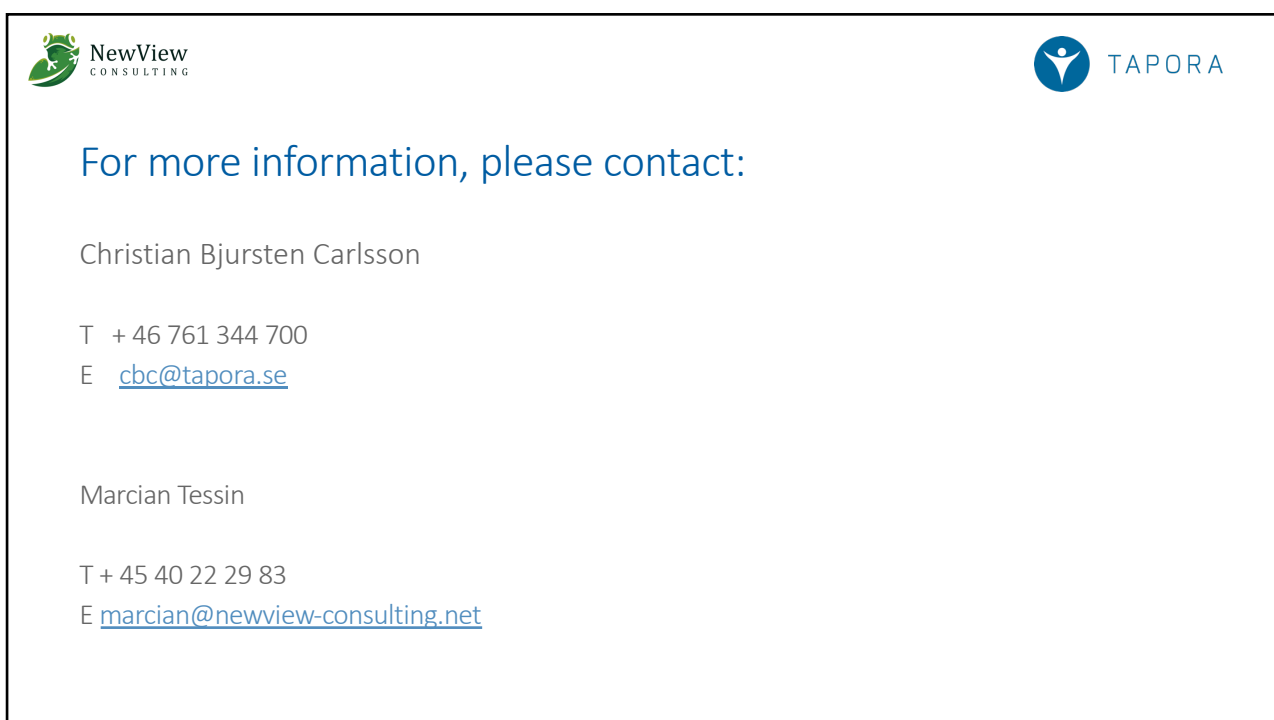 NewView
CONSULTING
TAPORA
For more information, please contact:
Christian Bjursten Carlsson
T + 46 761 344 700
E cbc@tapora.se
Marcian Tessin
T + 45 40 22 29 83
E marcian@newview-consulting.net